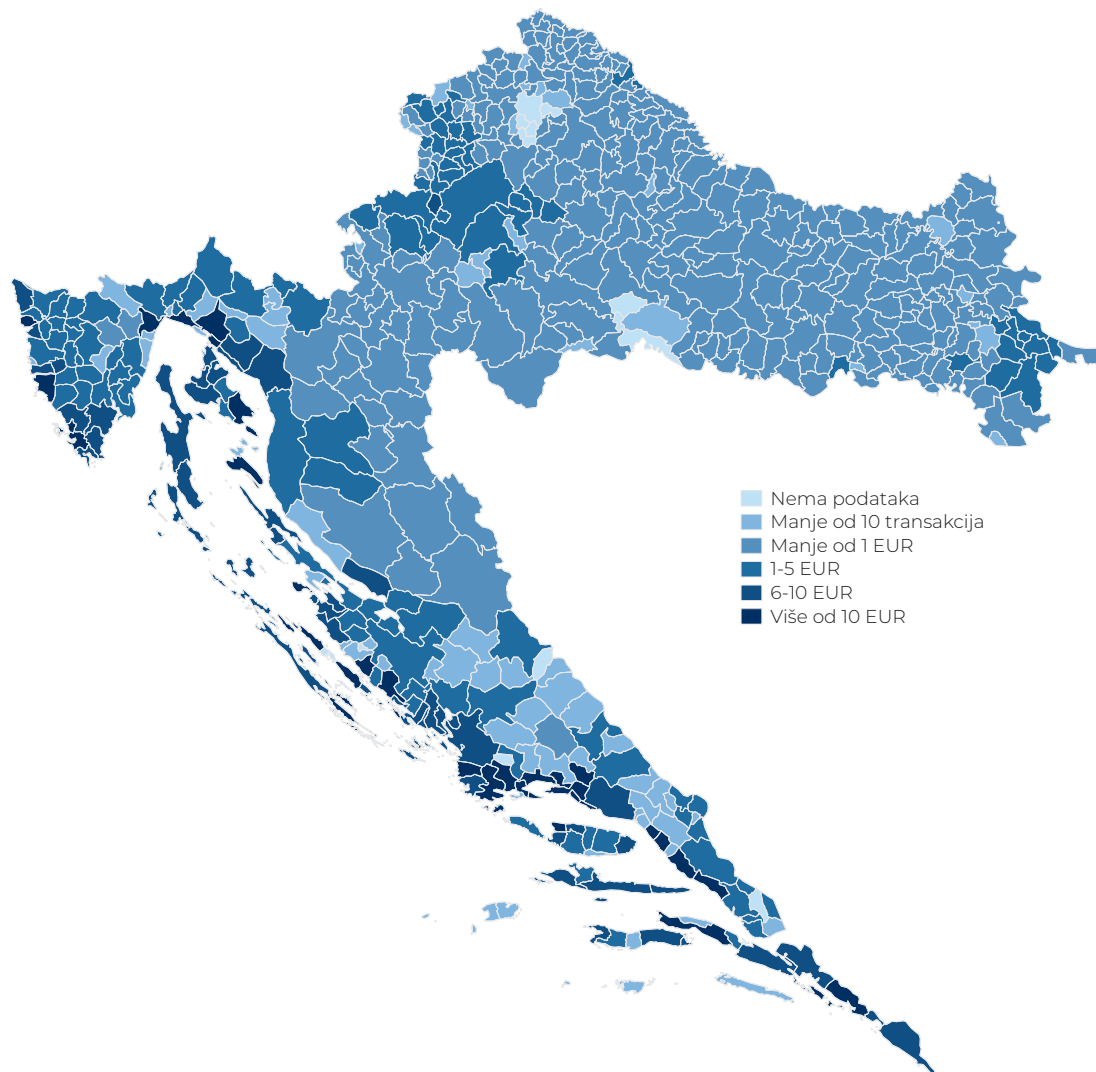 Nema podataka
Manje od 10 transakcija
Manje od 1 EUR
1-5 EUR
6-10 EUR
Više od 10 EUR